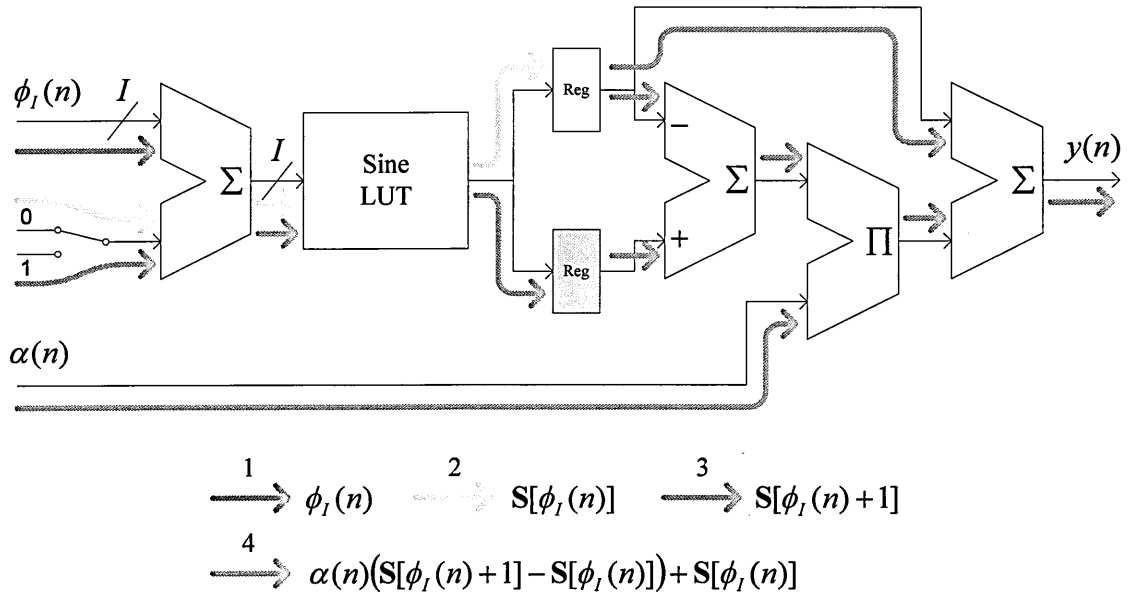 ϕ_I(n)
I
0
1
Σ
I
Sine
LUT
Reg
Reg
−
+
Σ
Π
Σ
y(n)
α(n)
1 2 3
ϕ_I(n) S[ϕ_I(n)] S[ϕ_I(n)+1]
4
α(n)(S[ϕ_I(n)+1]−S[ϕ_I(n)])+S[ϕ_I(n)]